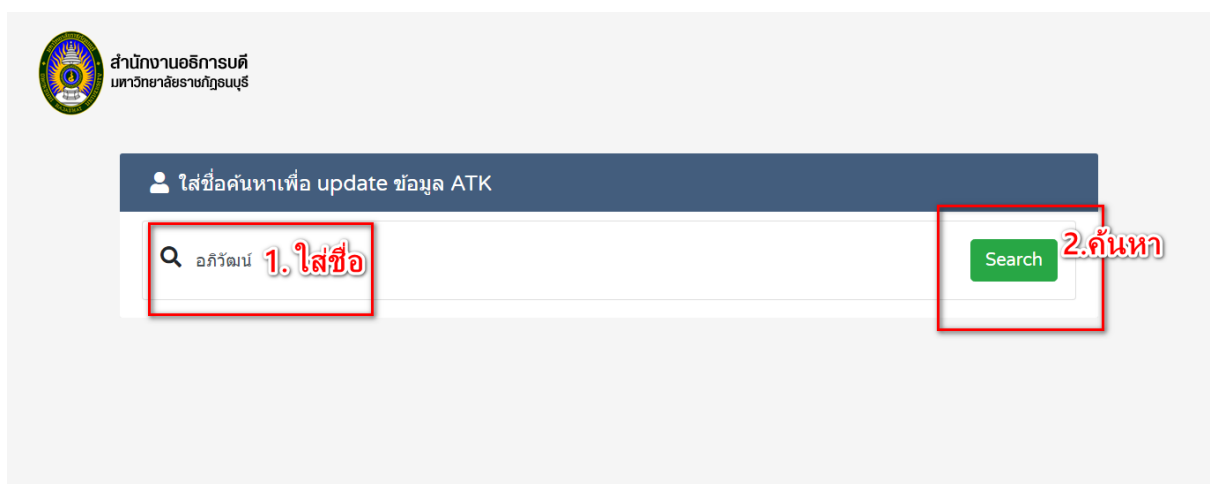 สำนักงานอธิการบดี
มหาวิทยาลัยราชภัฏธนบุรี
ใส่ชื่อค้นหาเพื่อ update ข้อมูล ATK
อภิวัฒน์ 1. ใส่ชื่อ
Search 2.ค้นหา